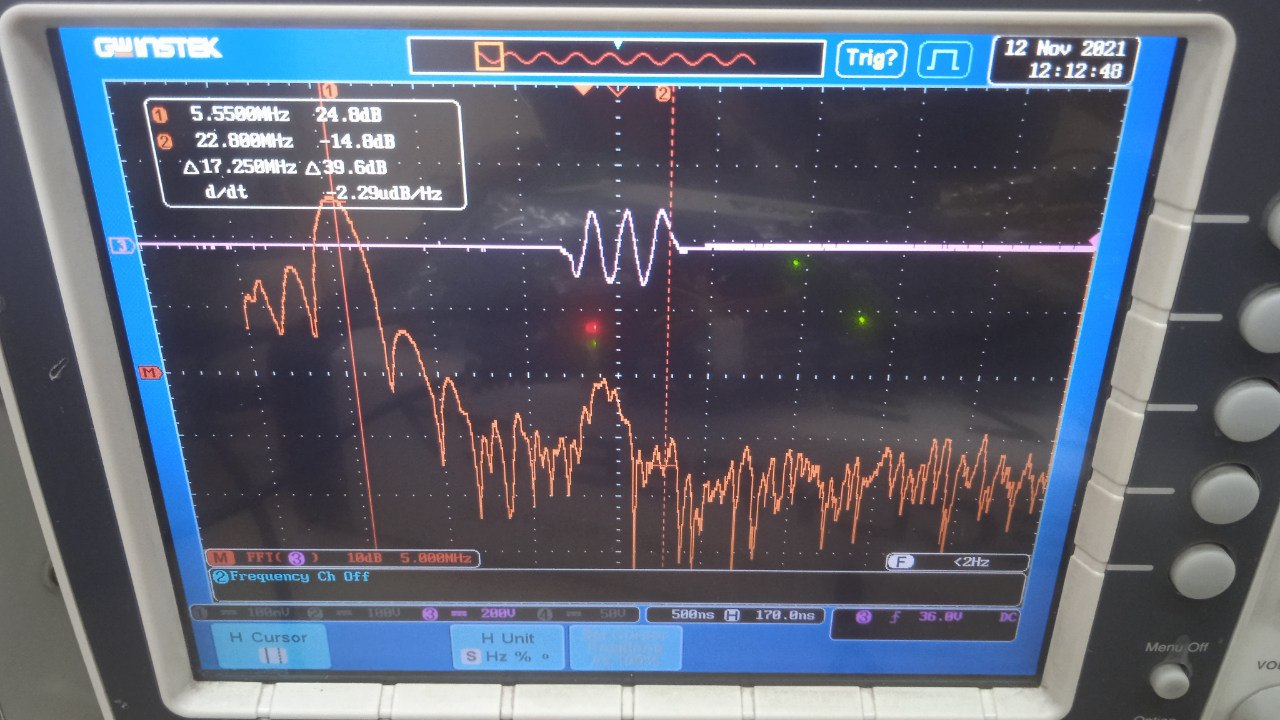 GWINSTEK
Trig?
12 Nov 2021
12:12:48
1
2
1 5.5500MHz 24.8dB
2 22.800MHz -14.8dB
△17.250MHz △39.6dB
d/dt -2.29udB/Hz
3
M
M FFT(3) 10dB 5.000MHz
F <2Hz
2 Frequency Ch Off
1 100mV 2 100V 3 200V 4 50V
500ns H 170.0ns
3 36.0V DC
H Cursor
H Unit
S Hz % °
Menu Off
Option